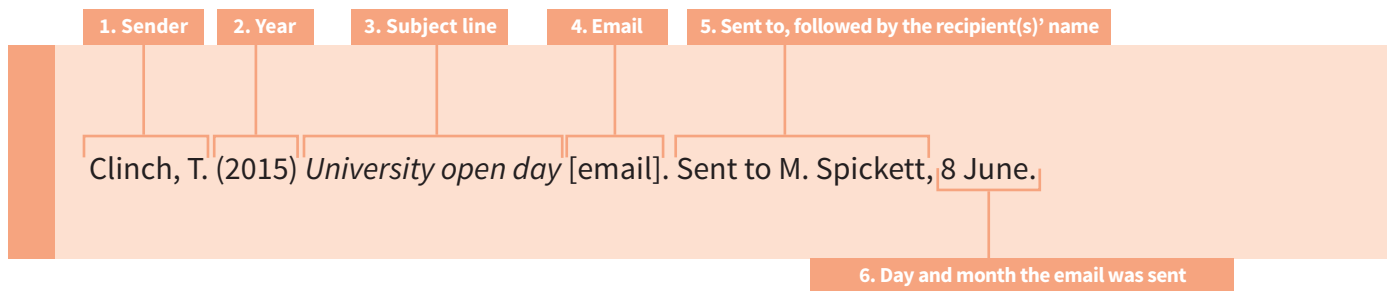 1. Sender 2. Year 3. Subject line 4. Email 5. Sent to, followed by the recipient(s)’ name
Clinch, T. (2015) University open day [email]. Sent to M. Spickett, 8 June.
6. Day and month the email was sent